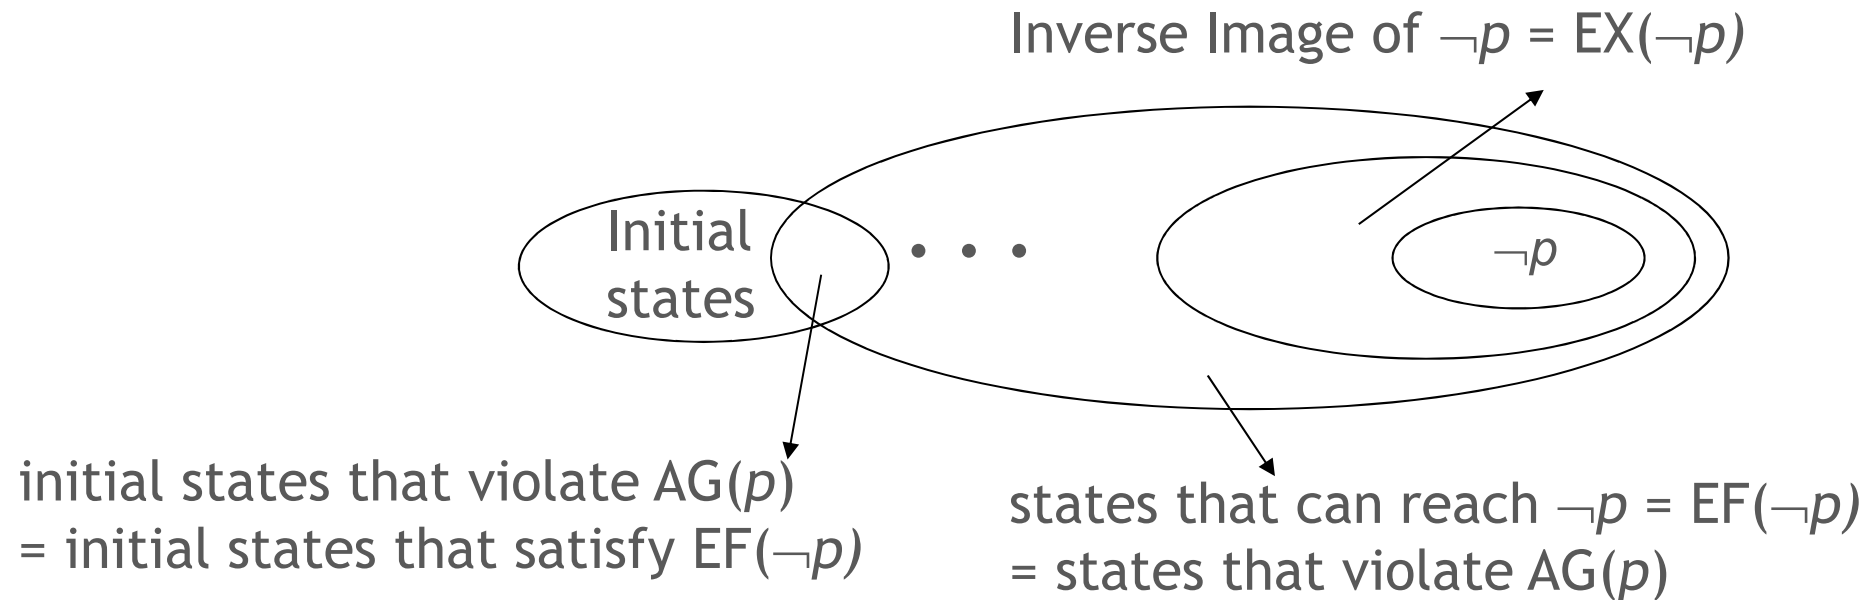 Inverse Image of ¬p = EX(¬p)
Initial
states
• • •
¬p
initial states that violate AG(p)
= initial states that satisfy EF(¬p)
states that can reach ¬p = EF(¬p)
= states that violate AG(p)